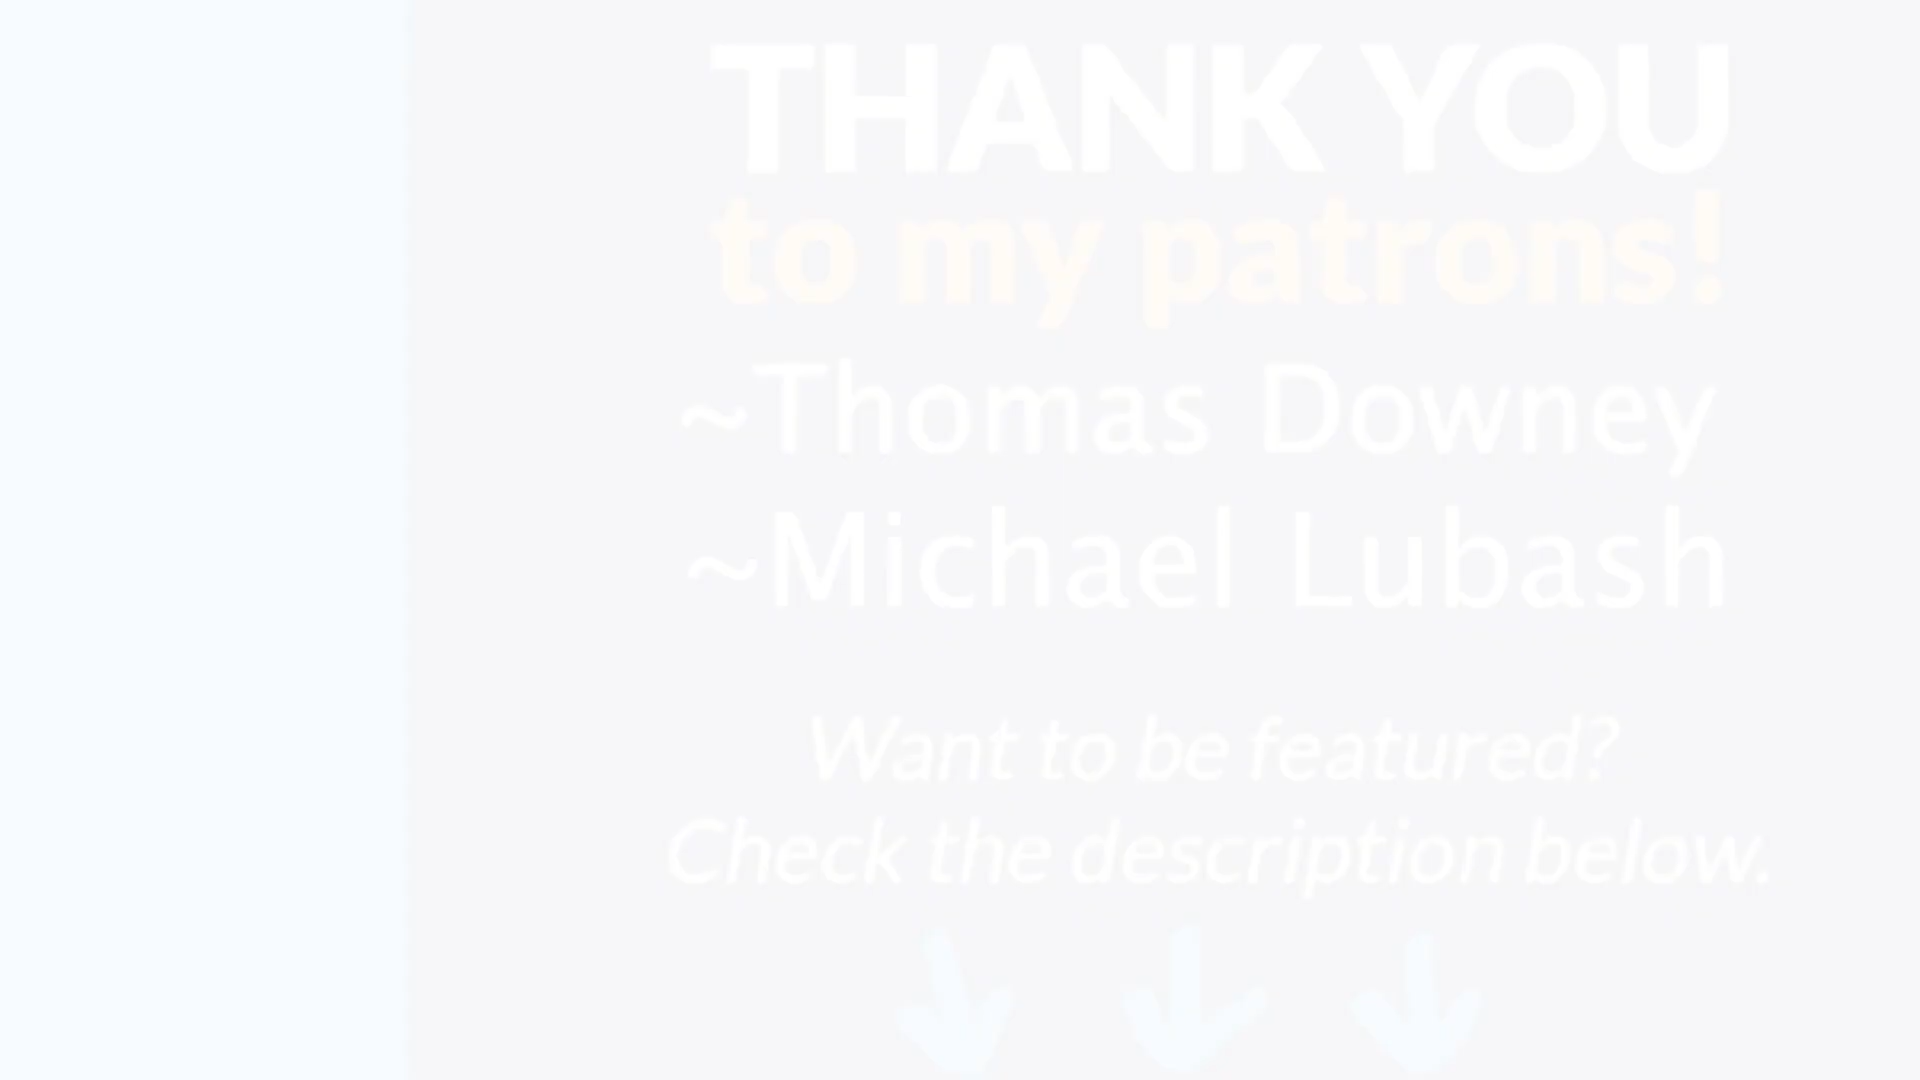 THANK YOU
to my patrons!
~Thomas Downey
~Michael Lubash
Want to be featured?
Check the description below.